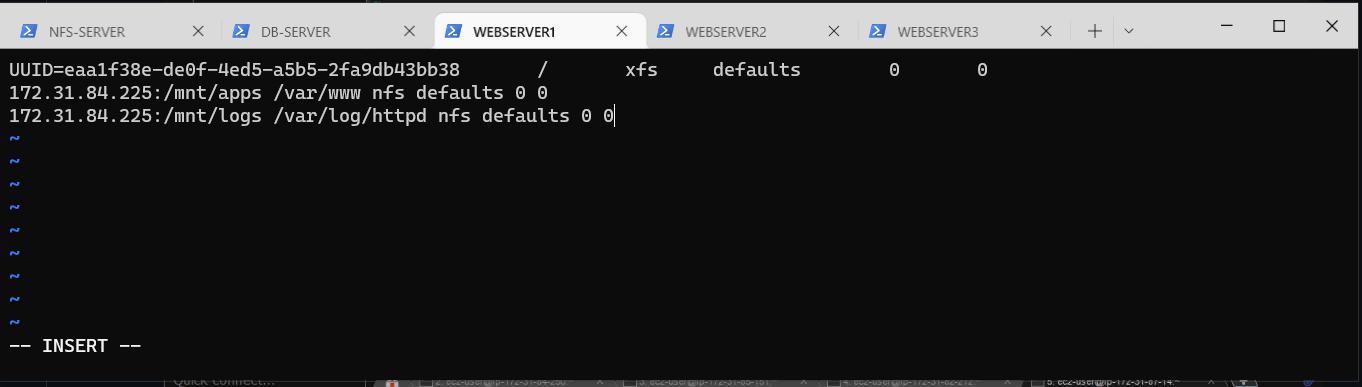 NFS-SERVER DB-SERVER WEBSERVER1 WEBSERVER2 WEBSERVER3
UUID=eaa1f38e-de0f-4ed5-a5b5-2fa9db43bb38 / xfs defaults 0 0
172.31.84.225:/mnt/apps /var/www nfs defaults 0 0
172.31.84.225:/mnt/logs /var/log/httpd nfs defaults 0 0
~
~
~
~
~
~
~
~
~
-- INSERT --
Quick connect...